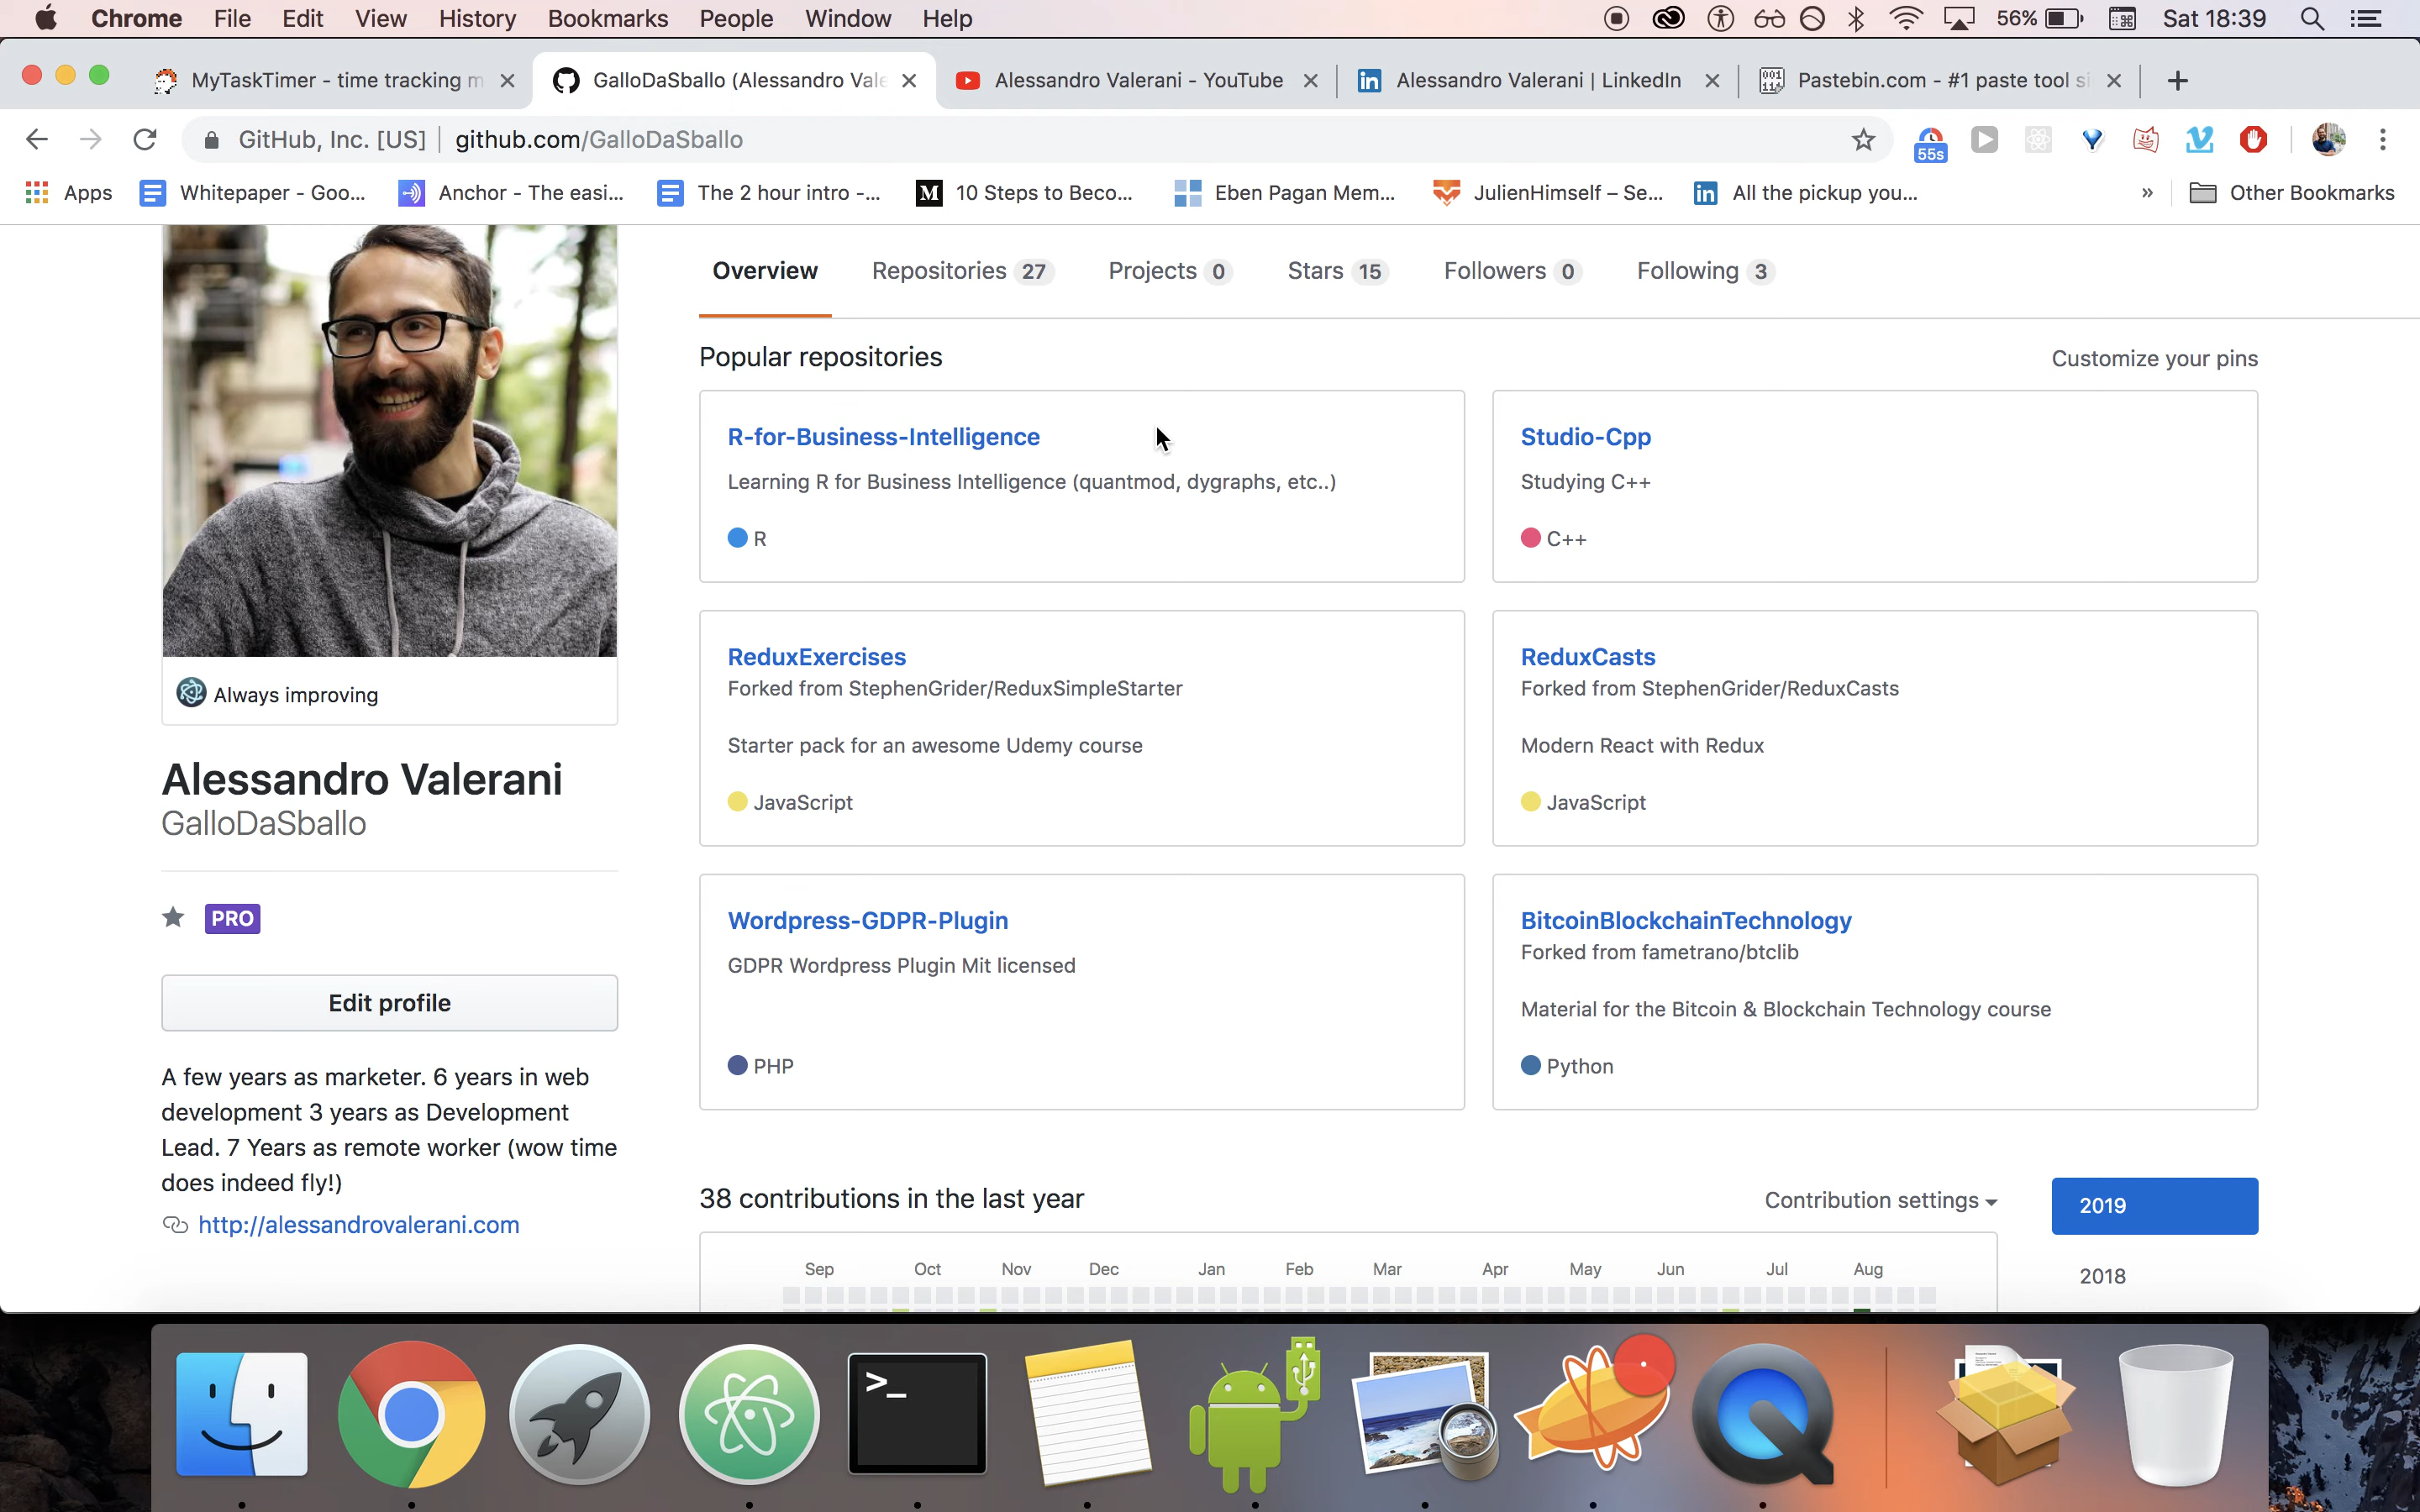 Chrome File Edit View History Bookmarks People Window Help 56% Sat 18:39
MyTaskTimer - time tracking m GalloDaSballo (Alessandro Vale Alessandro Valerani - YouTube Alessandro Valerani | LinkedIn Pastebin.com - #1 paste tool si
GitHub, Inc. [US] github.com/GalloDaSballo 55s
Apps Whitepaper - Goo... Anchor - The easi... The 2 hour intro -... 10 Steps to Beco... Eben Pagan Mem... JulienHimself – Se... All the pickup you... » Other Bookmarks
Overview Repositories 27 Projects 0 Stars 15 Followers 0 Following 3
Popular repositories Customize your pins
R-for-Business-Intelligence
Learning R for Business Intelligence (quantmod, dygraphs, etc..)
R
Studio-Cpp
Studying C++
C++
ReduxExercises
Forked from StephenGrider/ReduxSimpleStarter
Starter pack for an awesome Udemy course
JavaScript
ReduxCasts
Forked from StephenGrider/ReduxCasts
Modern React with Redux
JavaScript
Wordpress-GDPR-Plugin
GDPR Wordpress Plugin Mit licensed
PHP
BitcoinBlockchainTechnology
Forked from fametrano/btclib
Material for the Bitcoin & Blockchain Technology course
Python
Always improving
Alessandro Valerani
GalloDaSballo
PRO
Edit profile
A few years as marketer. 6 years in web
development 3 years as Development
Lead. 7 Years as remote worker (wow time
does indeed fly!)
http://alessandrovalerani.com
38 contributions in the last year Contribution settings
2019
2018
Sep Oct Nov Dec Jan Feb Mar Apr May Jun Jul Aug